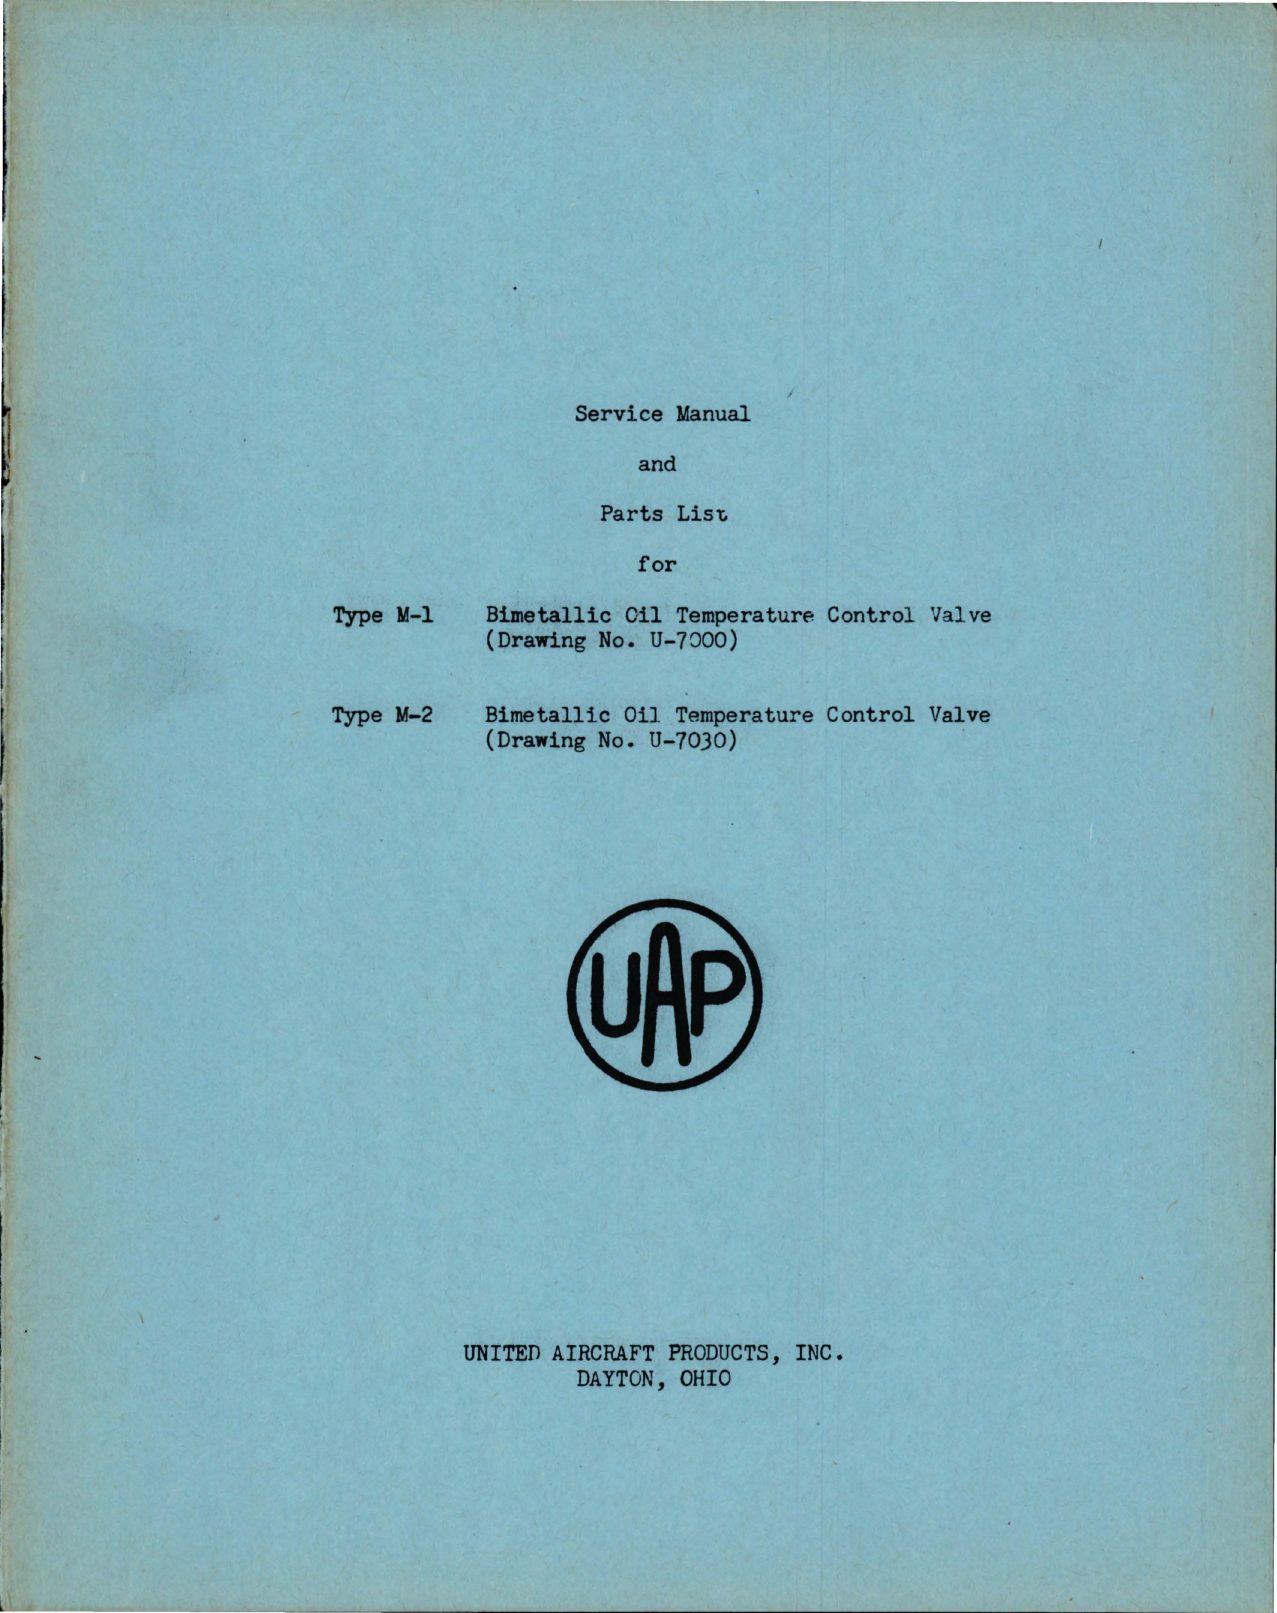 Service Manual
and
Parts List
for
Type M-1 Bimetallic Oil Temperature Control Valve
(Drawing No. U-7000)
Type M-2 Bimetallic Oil Temperature Control Valve
(Drawing No. U-7030)
UAP
UNITED AIRCRAFT PRODUCTS, INC.
DAYTON, OHIO